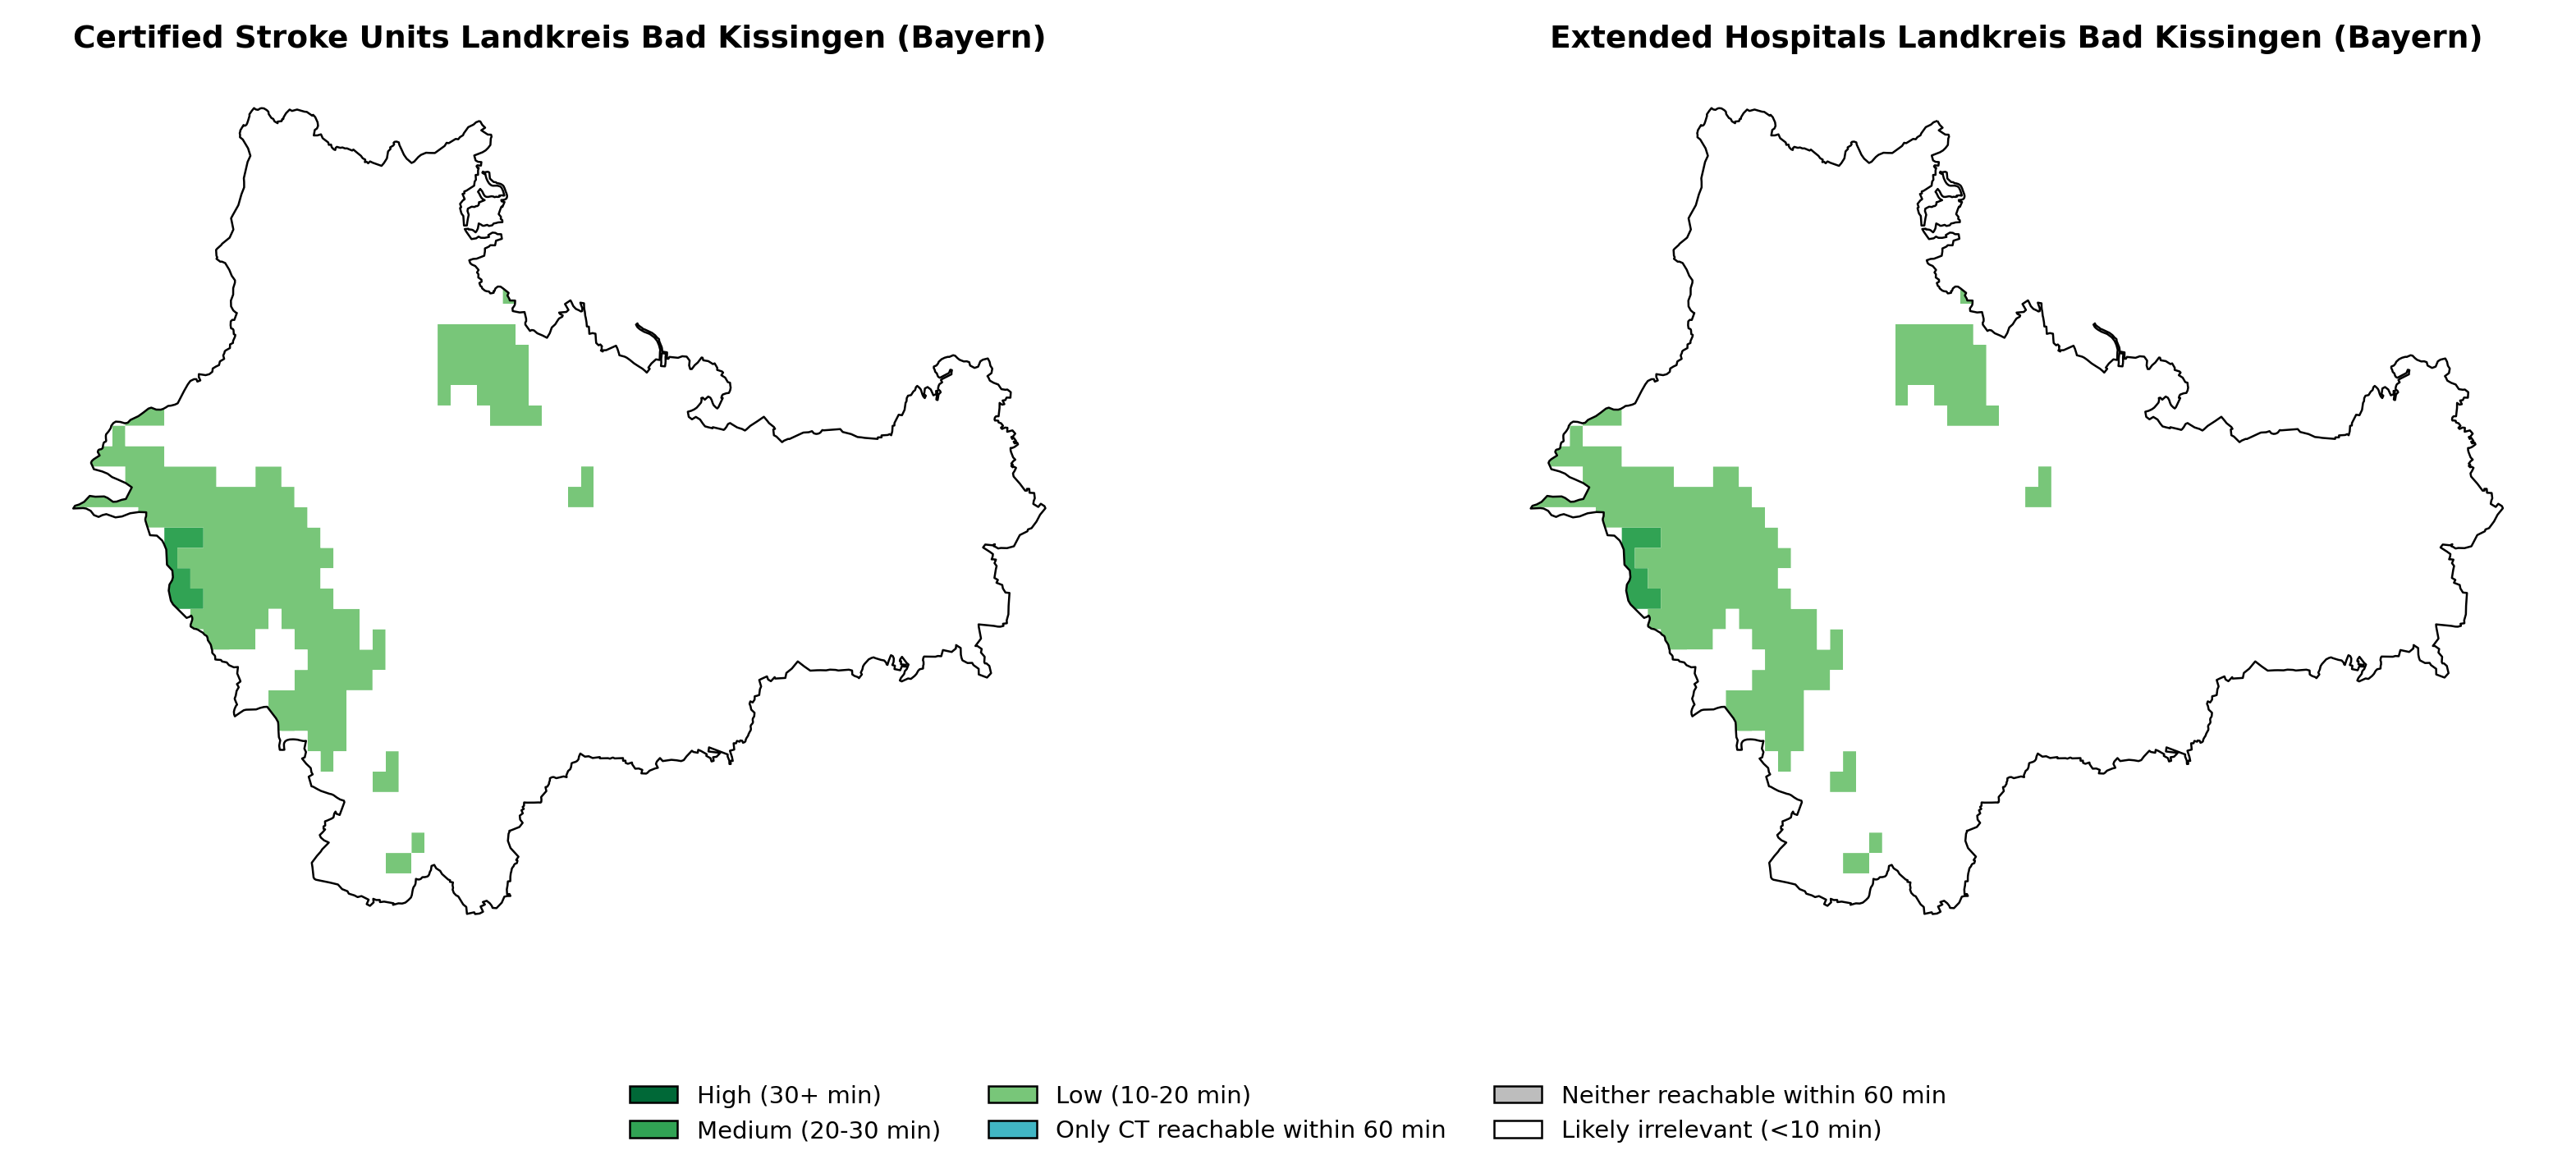 Certified Stroke Units Landkreis Bad Kissingen (Bayern)
Extended Hospitals Landkreis Bad Kissingen (Bayern)
High (30+ min)
Medium (20-30 min)
Low (10-20 min)
Only CT reachable within 60 min
Neither reachable within 60 min
Likely irrelevant (<10 min)